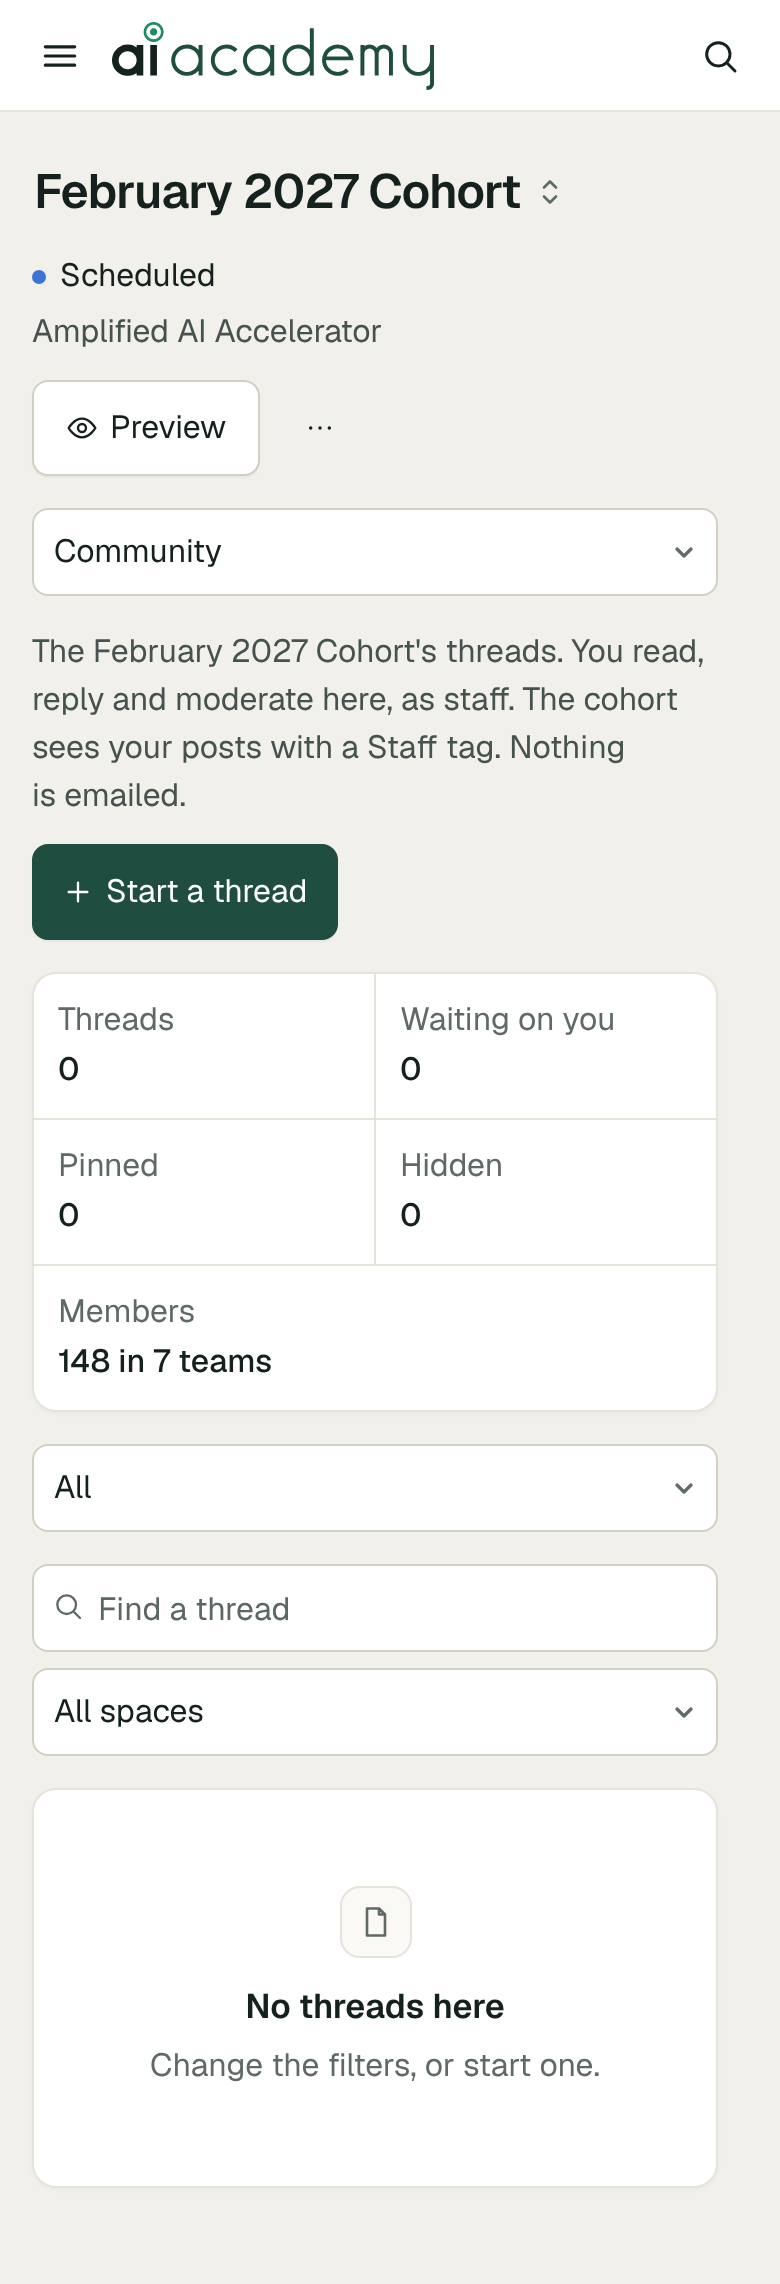 ai academy
February 2027 Cohort
Scheduled
Amplified AI Accelerator
Preview
...
Community
The February 2027 Cohort's threads. You read,
reply and moderate here, as staff. The cohort
sees your posts with a Staff tag. Nothing
is emailed.
+ Start a thread
Threads
0
Waiting on you
0
Pinned
0
Hidden
0
Members
148 in 7 teams
All
Find a thread
All spaces
No threads here
Change the filters, or start one.